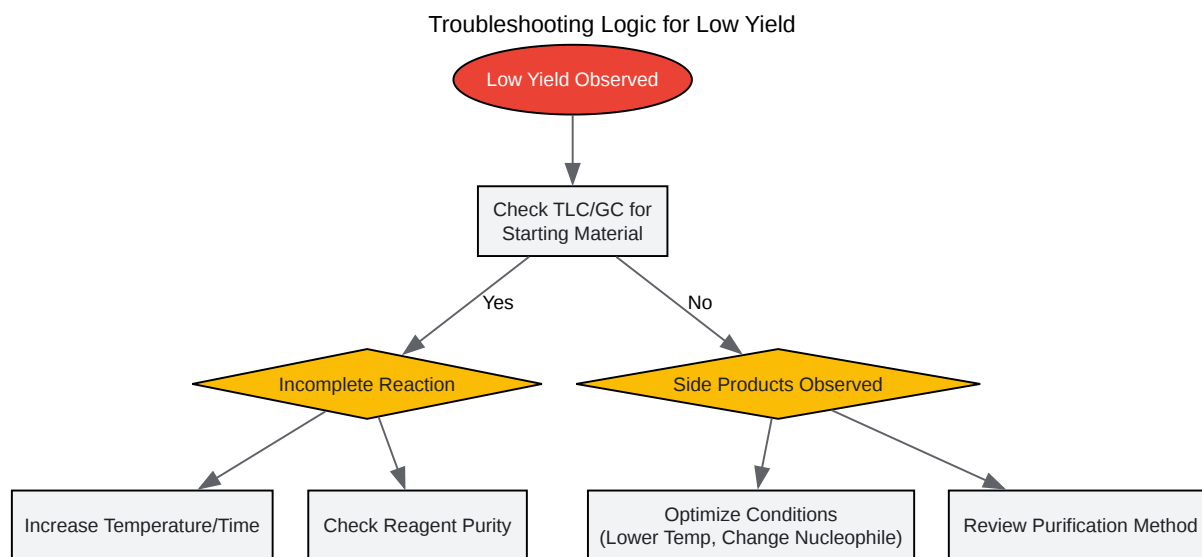 Troubleshooting Logic for Low Yield
Low Yield Observed
Check TLC/GC for
Starting Material
Yes
No
Incomplete Reaction
Side Products Observed
Increase Temperature/Time
Check Reagent Purity
Optimize Conditions
(Lower Temp, Change Nucleophile)
Review Purification Method